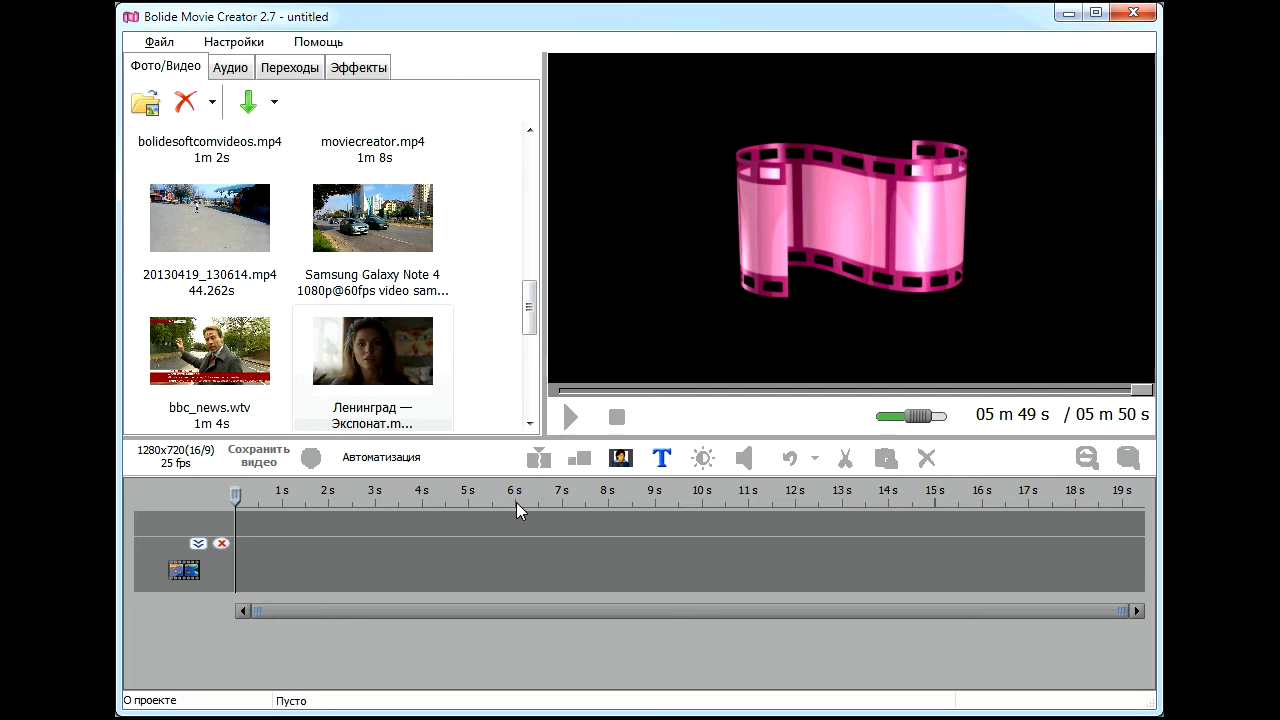 Bolide Movie Creator 2.7 - untitled
Файл Настройки Помощь
Фото/Видео Аудио Переходы Эффекты
bolidesoftcomvideos.mp4
1m 2s
moviecreator.mp4
1m 8s
20130419_130614.mp4
44.262s
Samsung Galaxy Note 4
1080p@60fps video sam...
bbc_news.wtv
1m 4s
Ленинград —
Экспонат.m...
05 m 49 s / 05 m 50 s
1280x720(16/9)
25 fps
Сохранить
видео
Автоматизация
T
1 s 2 s 3 s 4 s 5 s 6 s 7 s 8 s 9 s 10 s 11 s 12 s 13 s 14 s 15 s 16 s 17 s 18 s 19 s
О проекте Пусто